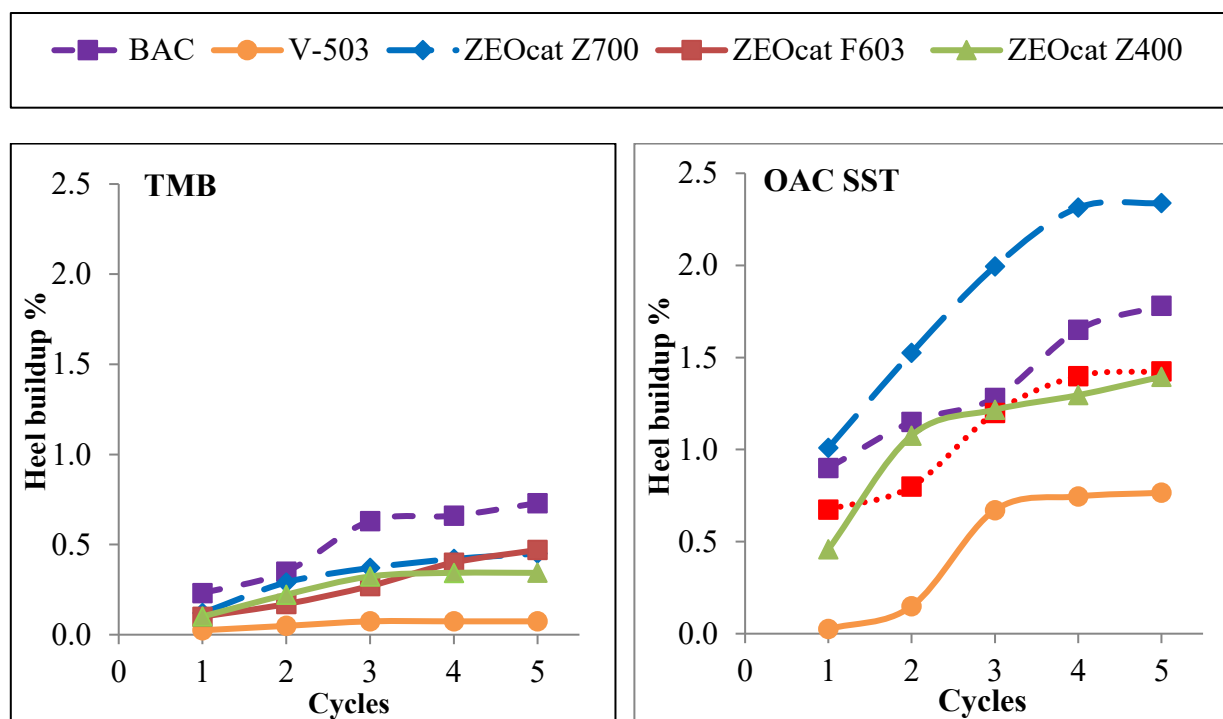 BAC V-503 ZEOcat Z700 ZEOcat F603 ZEOcat Z400
TMB
Heel buildup %
2.5
2.0
1.5
1.0
0.5
0.0
0 1 2 3 4 5
Cycles
OAC SST
Heel buildup %
2.5
2.0
1.5
1.0
0.5
0.0
0 1 2 3 4 5
Cycles